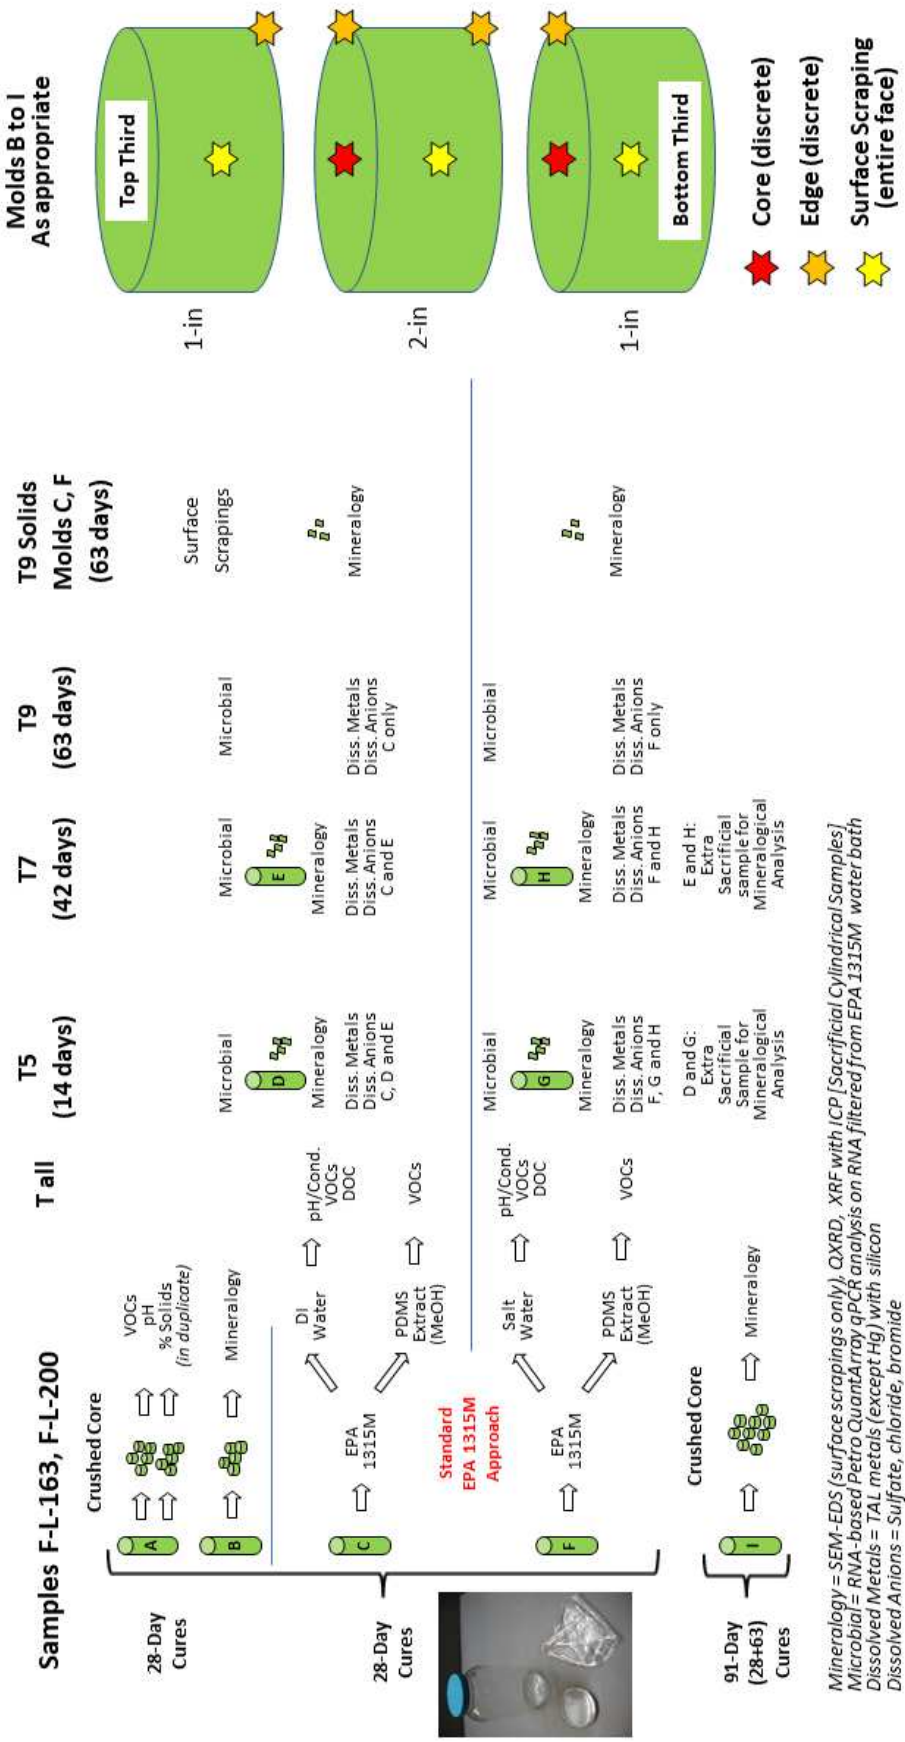 Samples F-L-163, F-L-200
T all
T5
(14 days)
T7
(42 days)
T9
(63 days)
T9 Solids
Molds C, F
(63 days)
Molds B to I
As appropriate
28-Day
Cures
Crushed Core
A
VOCs
pH
% Solids
(in duplicate)
B
Mineralogy
28-Day
Cures
C
EPA
1315M
DI
Water
pH/Cond.
VOCs
DOC
PDMS
Extract
(MeOH)
VOCs
Microbial
D
Mineralogy
Diss. Metals
Diss. Anions
C, D and E
Microbial
E
Mineralogy
Diss. Metals
Diss. Anions
C and E
Microbial
Diss. Metals
Diss. Anions
C only
Surface
Scrapings
Mineralogy
Standard
EPA 1315M
Approach
F
EPA
1315M
Salt
Water
pH/Cond.
VOCs
DOC
PDMS
Extract
(MeOH)
VOCs
Microbial
G
Mineralogy
Diss. Metals
Diss. Anions
F, G and H
D and G:
Extra
Sacrificial
Sample for
Mineralogical
Analysis
Microbial
H
Mineralogy
Diss. Metals
Diss. Anions
F and H
E and H:
Extra
Sacrificial
sample for
Mineralogical
Analysis
Microbial
Diss. Metals
Diss. Anions
F only
Mineralogy
91-Day
(28+63)
Cures
Crushed Core
I
Mineralogy
1-in
Top Third
2-in
1-in
Bottom Third
Core (discrete)
Edge (discrete)
Surface Scraping
(entire face)
Mineralogy = SEM-EDS (surface scrapings only), QXRD, XRF with ICP [Sacrificial Cylindrical Samples]
Microbial = RNA-based Petro QuantArray qPCR analysis on RNA filtered from EPA 1315M water bath
Dissolved Metals = TAL metals (except Hg) with silicon
Dissolved Anions = Sulfate, chloride, bromide